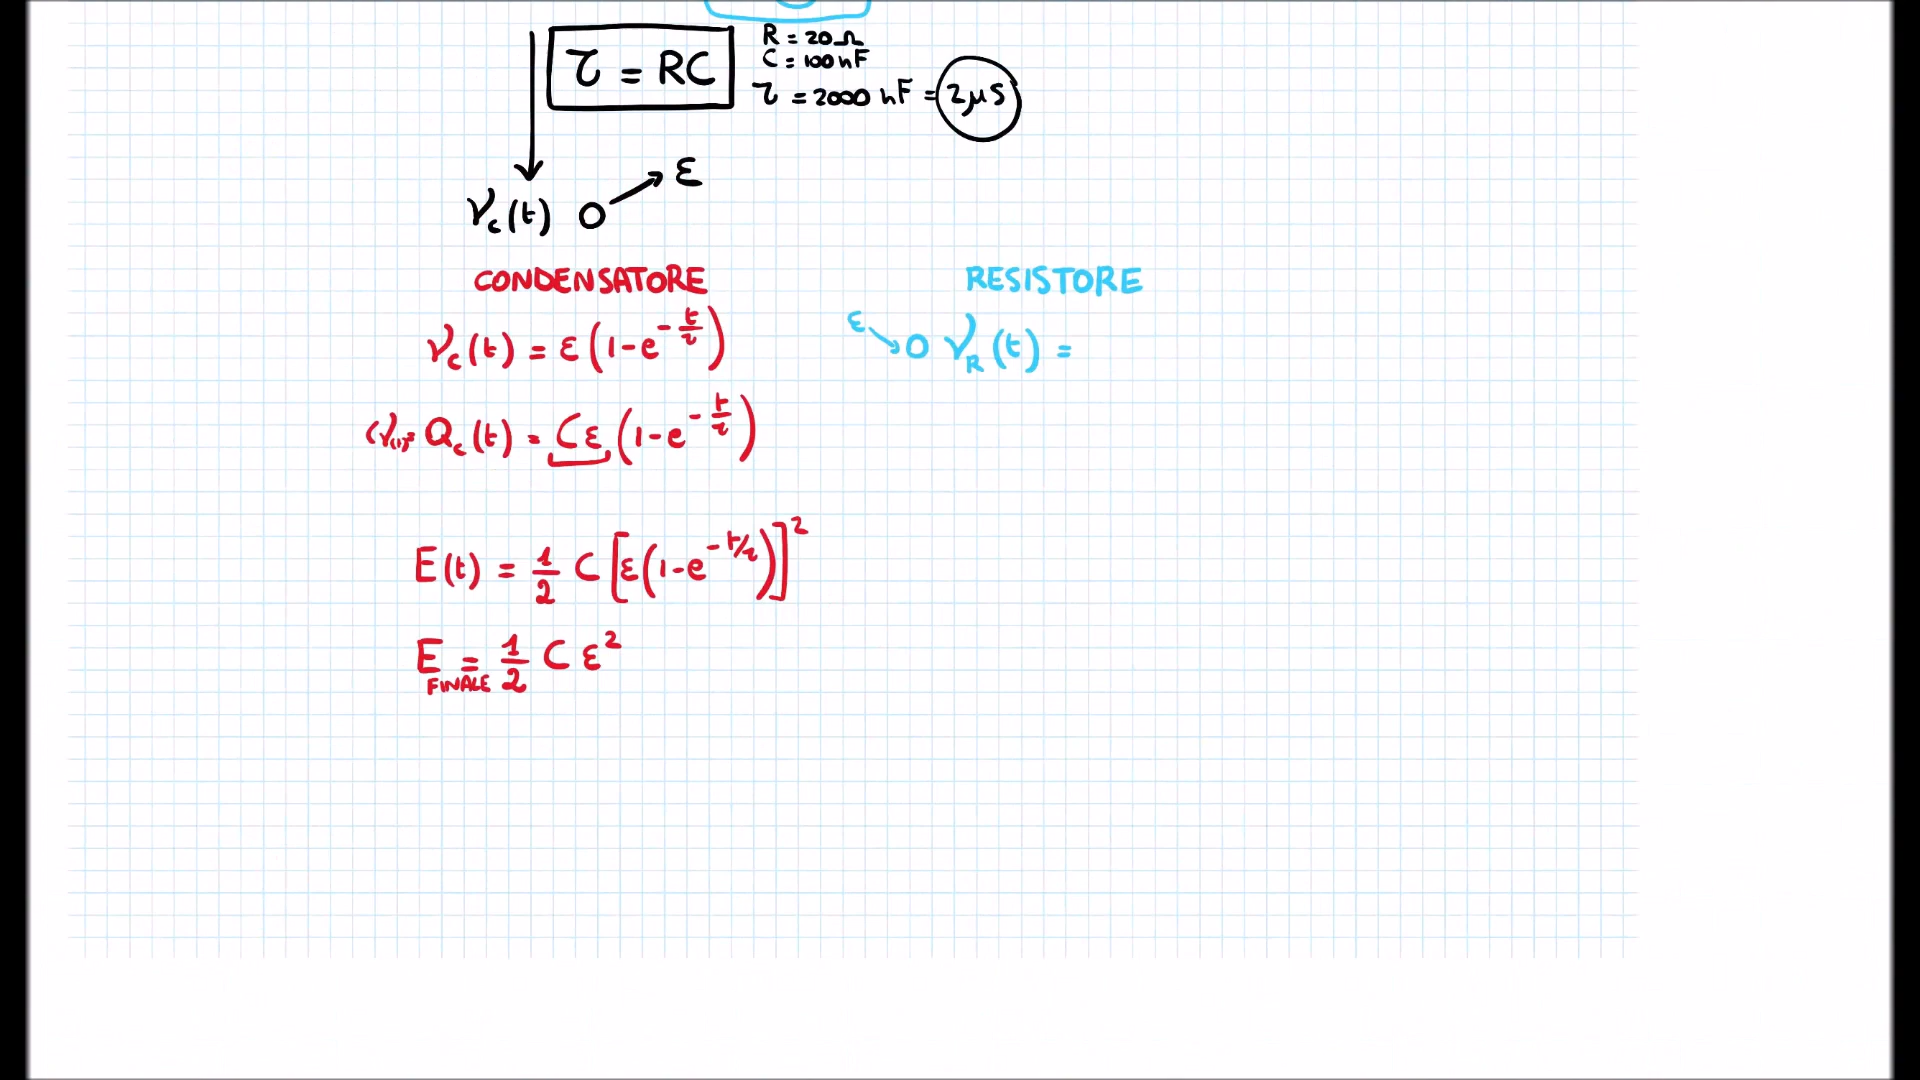 τ = RC
R = 20 Ω
C = 100 nF
τ = 2000 nF = 2μs
V_c(t) 0 → ε
CONDENSATORE
V_c(t) = ε(1-e^{-t/τ})
Q_c(t) = Cε(1-e^{-t/τ})
E(t) = 1/2 C [ε(1-e^{-t/τ})]²
E_FINALE = 1/2 C ε²
RESISTORE
ε → 0 V_R(t) =